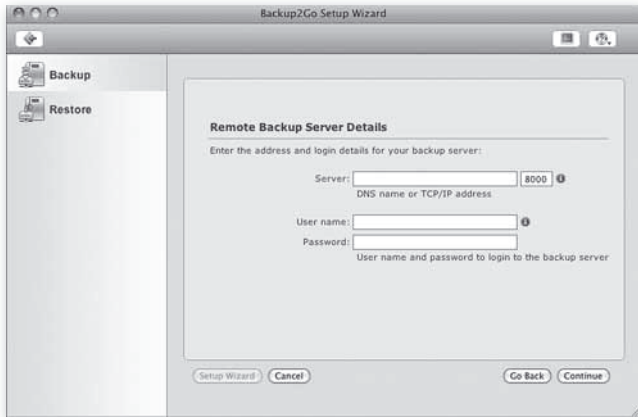 Backup2Go Setup Wizard
Backup
Restore
Remote Backup Server Details
Enter the address and login details for your backup server:
Server: 8000
DNS name or TCP/IP address
User name:
Password:
User name and password to login to the backup server
Setup Wizard Cancel Go Back Continue